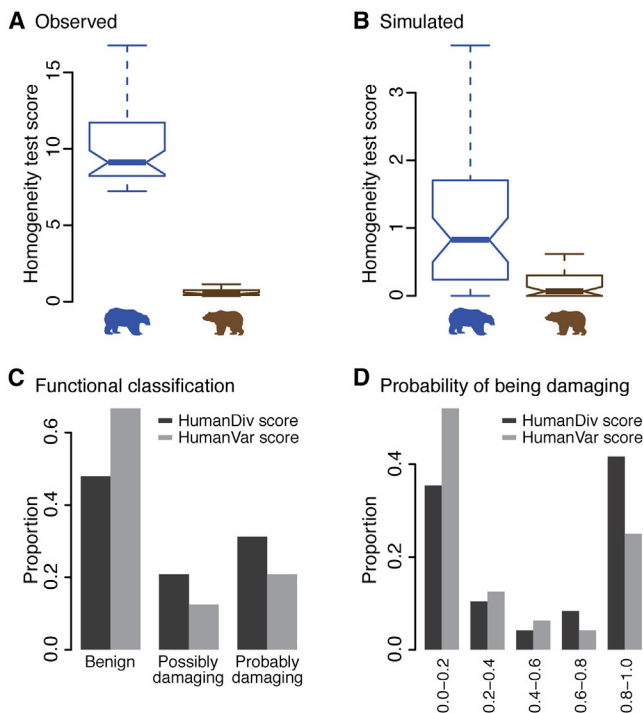 A Observed
Homogeneity test score
15
10
5
0
B Simulated
Homogeneity test score
3
2
1
0
C Functional classification
HumanDiv score
HumanVar score
Proportion
0.6
0.4
0.2
0.0
Benign
Possibly
damaging
Probably
damaging
D Probability of being damaging
HumanDiv score
HumanVar score
Proportion
0.4
0.2
0.0
0.0–0.2
0.2–0.4
0.4–0.6
0.6–0.8
0.8–1.0